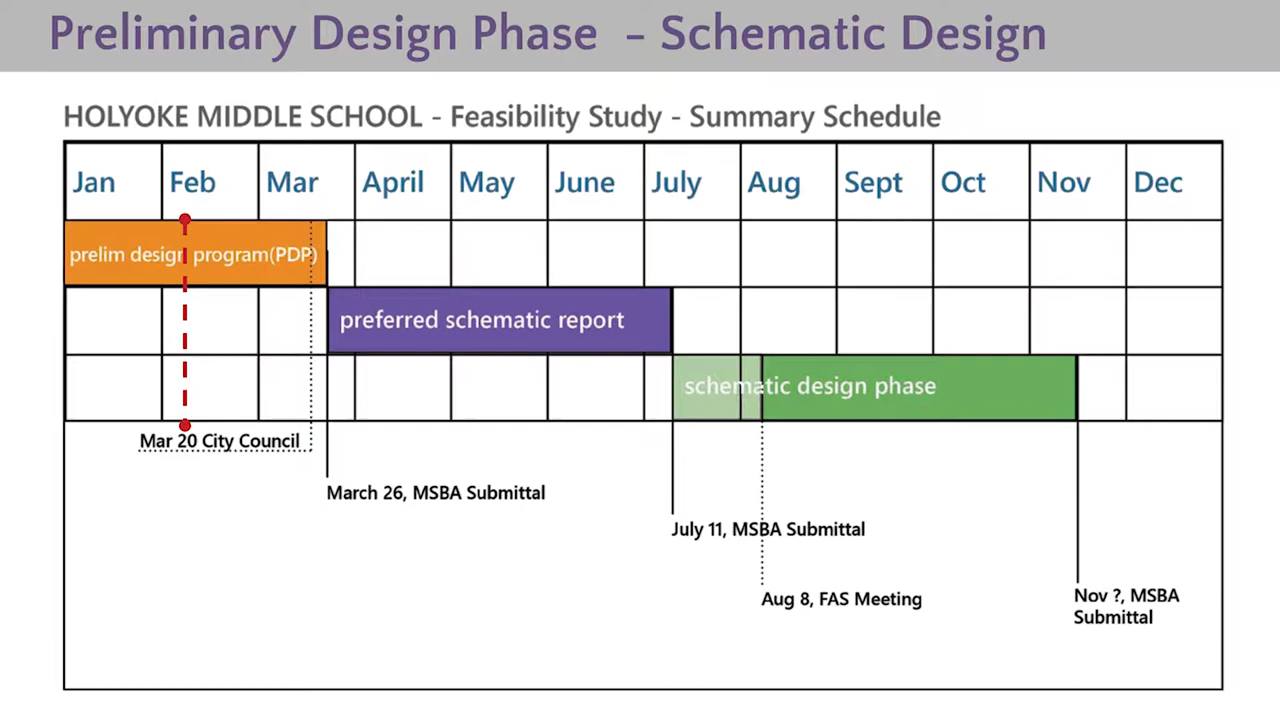 Preliminary Design Phase – Schematic Design
HOLYOKE MIDDLE SCHOOL - Feasibility Study - Summary Schedule
Jan Feb Mar April May June July Aug Sept Oct Nov Dec
prelim design program(PDP)
preferred schematic report
schematic design phase
Mar 20 City Council
March 26, MSBA Submittal
July 11, MSBA Submittal
Aug 8, FAS Meeting
Nov ?, MSBA
Submittal